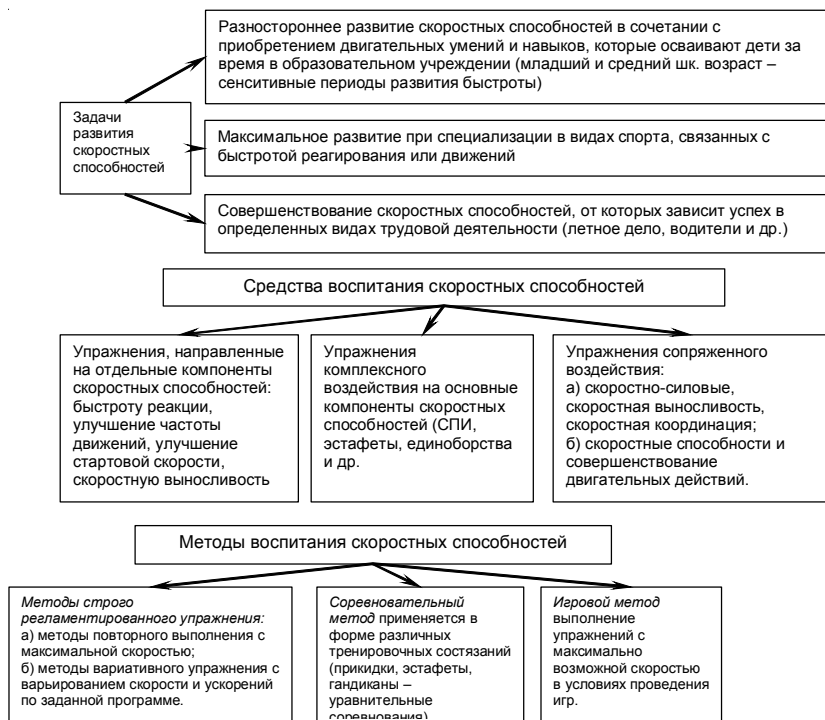 Разностороннее развитие скоростных способностей в сочетании с
приобретением двигательных умений и навыков, которые осваивают дети за
время в образовательном учреждении (младший и средний шк. возраст –
сенситивные периоды развития быстроты)
Задачи
развития
скоростных
способностей
Максимальное развитие при специализации в видах спорта, связанных с
быстротой реагирования или движений
Совершенствование скоростных способностей, от которых зависит успех в
определенных видах трудовой деятельности (летное дело, водители и др.)
Средства воспитания скоростных способностей
Упражнения, направленные
на отдельные компоненты
скоростных способностей:
быстроту реакции,
улучшение частоты
движений, улучшение
стартовой скорости,
скоростную выносливость
Упражнения
комплексного
воздействия на основные
компоненты скоростных
способностей (СПИ,
эстафеты, единоборства
и др.
Упражнения сопряженного
воздействия:
а) скоростно-силовые,
скоростная выносливость,
скоростная координация;
б) скоростные способности и
совершенствование
двигательных действий.
Методы воспитания скоростных способностей
Методы строго
регламентированного упражнения:
а) методы повторного выполнения с
максимальной скоростью;
б) методы вариативного упражнения с
варьированием скорости и ускорений
по заданной программе.
Соревновательный
метод применяется в
форме различных
тренировочных состязаний
(прикидки, эстафеты,
гандиканы –
уравнительные
соревнования)
Игровой метод
выполнение
упражнений с
максимально
возможной скоростью
в условиях проведения
игр.